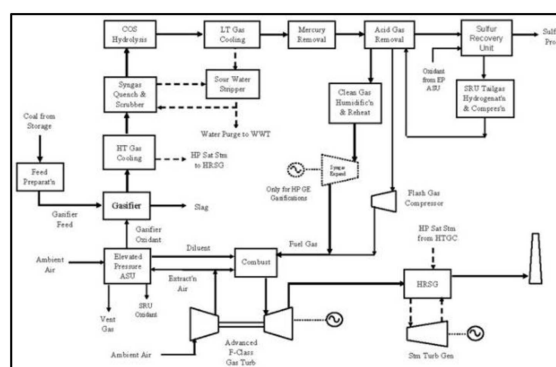 COS
Hydrolysis
LT Gas
Cooling
Mercury
Removal
Acid Gas
Removal
Sulfur
Recovery
Unit
Sulf
Pro
Syngas
Quench &
Scrubber
Sour Water
Stripper
Clean Gas
Humidific'n
& Reheat
Oxidant
from EP
ASU
SRU Tailgas
Hydrogenat'n
& Compres'n
Coal from
Storage
Water Purge to WWT
HT Gas
Cooling
HP Sat Stm
to HRSG
Feed
Preparat'n
Syngas
Expand
Only for HP GE
Gasifications
Flash Gas
Compressor
Gasifier
Slag
Gasifier
Feed
Gasifier
Oxidant
Fuel Gas
HP Sat Stm
from HTGC
Ambient
Air
Elevated
Pressure
ASU
Diluent
Extract'n
Air
Combust
HRSG
Vent
Gas
SRU
Oxidant
Ambient Air
Advanced
F-Class
Gas Turb
Stm Turb Gen